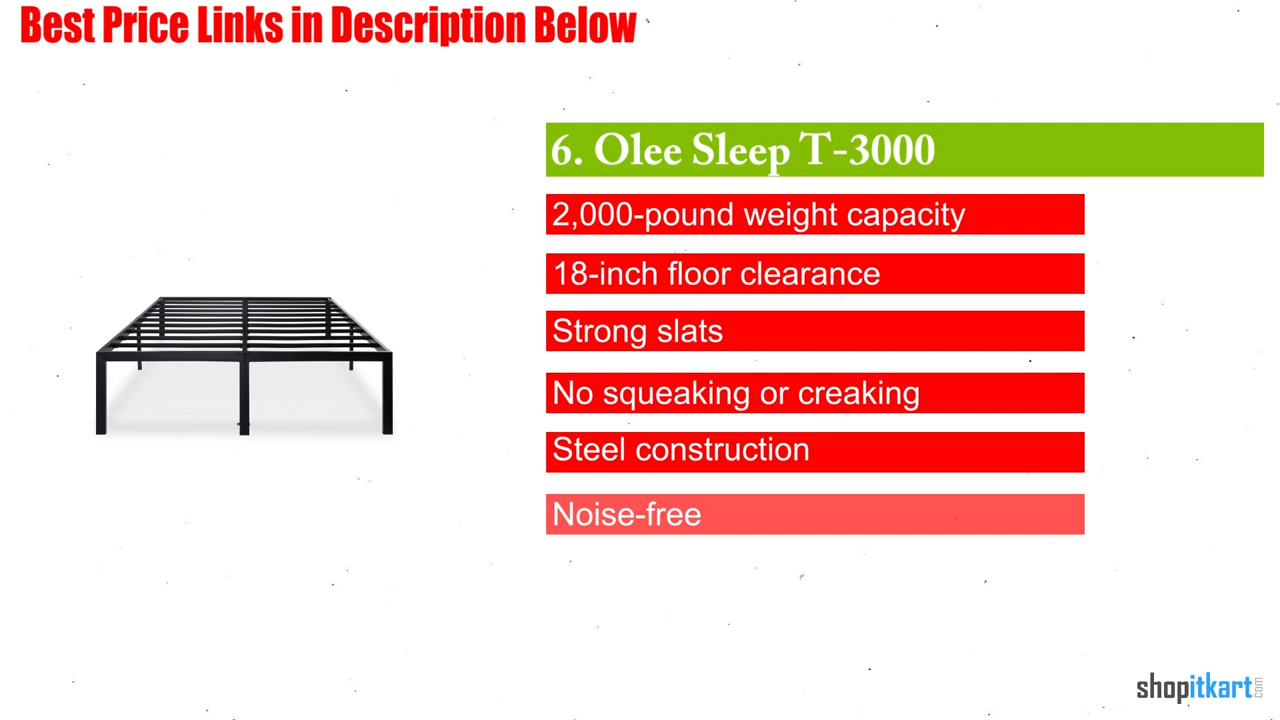 Best Price Links in Description Below
6. Olee Sleep T-3000
2,000-pound weight capacity
18-inch floor clearance
Strong slats
No squeaking or creaking
Steel construction
Noise-free
shopitkart.com